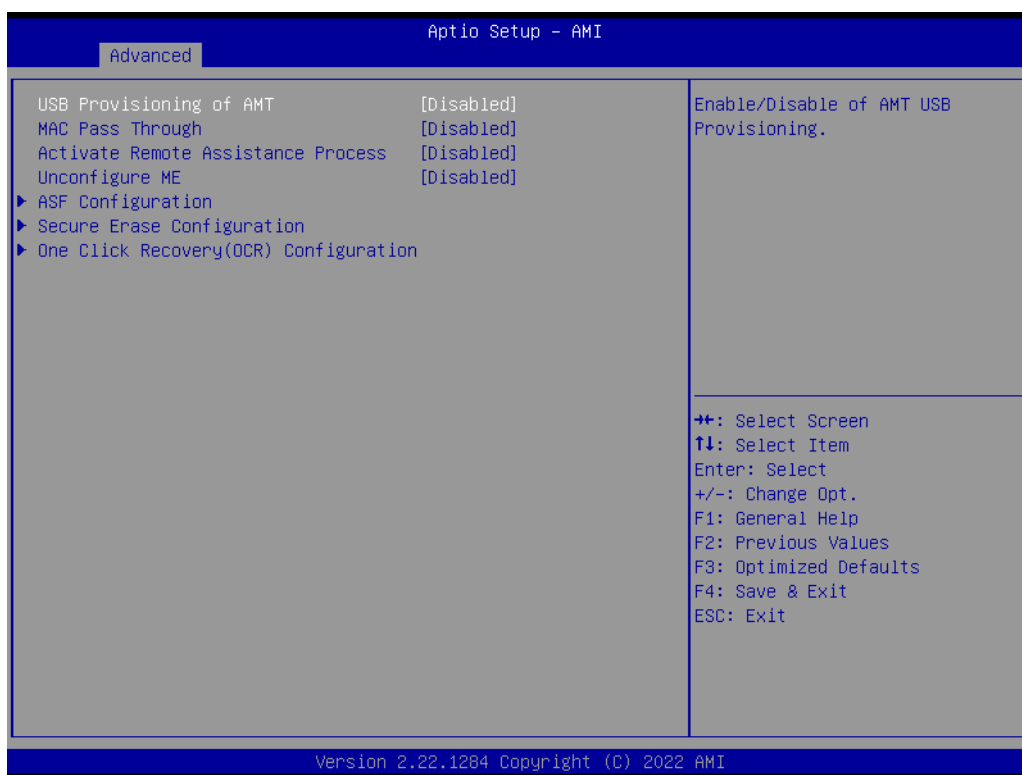 Aptio Setup - AMI
Advanced
USB Provisioning of AMT [Disabled]
MAC Pass Through [Disabled]
Activate Remote Assistance Process [Disabled]
Unconfigure ME [Disabled]
▶ ASF Configuration
▶ Secure Erase Configuration
▶ One Click Recovery(OCR) Configuration
Enable/Disable of AMT USB
Provisioning.
→←: Select Screen
↑↓: Select Item
Enter: Select
+/-: Change Opt.
F1: General Help
F2: Previous Values
F3: Optimized Defaults
F4: Save & Exit
ESC: Exit
Version 2.22.1284 Copyright (C) 2022 AMI